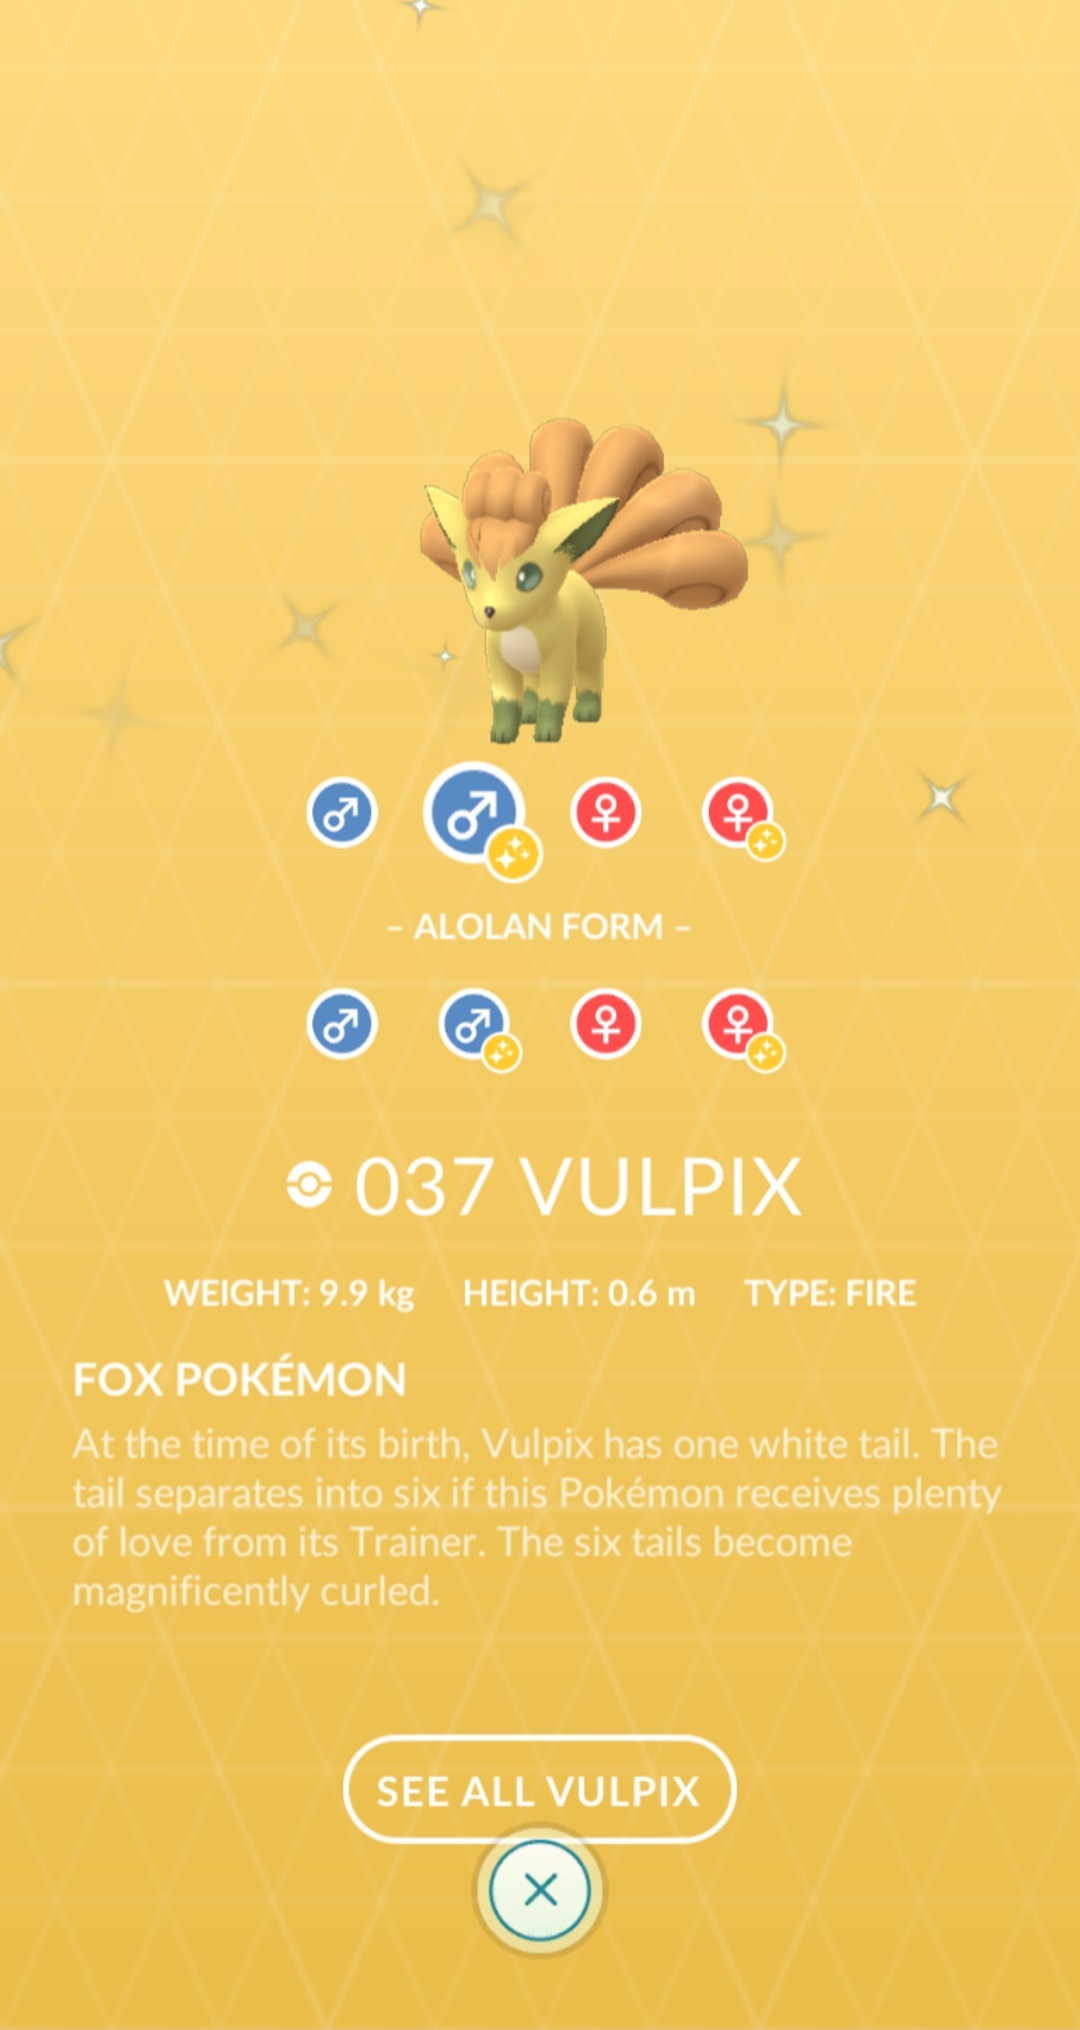 – ALOLAN FORM –
037 VULPIX
WEIGHT: 9.9 kg HEIGHT: 0.6 m TYPE: FIRE
FOX POKÉMON
At the time of its birth, Vulpix has one white tail. The
tail separates into six if this Pokémon receives plenty
of love from its Trainer. The six tails become
magnificently curled.
SEE ALL VULPIX